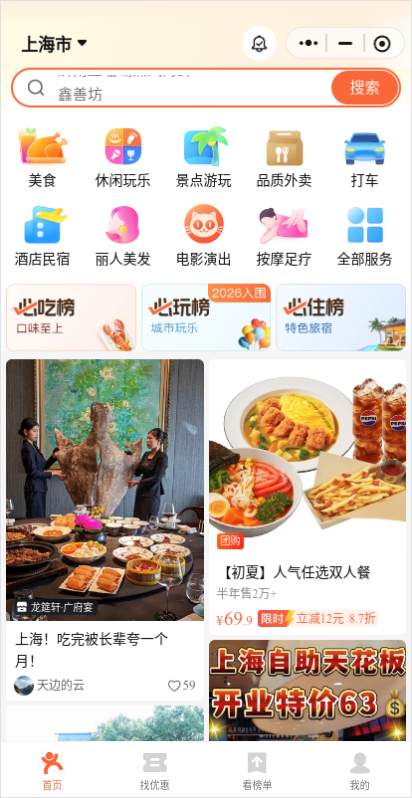 上海市
鑫善坊
搜索
美食
休闲玩乐
景点游玩
品质外卖
打车
酒店民宿
丽人美发
电影演出
按摩足疗
全部服务
必吃榜
口味至上
必玩榜
2026入围
城市玩乐
必住榜
特色旅宿
龙筵轩·广府宴
上海！吃完被长辈夸一个
月！
天边的云
59
PEPSI
PEPSI
团购
【初夏】人气任选双人餐
半年售2万+
¥69.9 限时 立减12元 8.7折
上海自助天花板
开业特价63
首页
找优惠
看榜单
我的